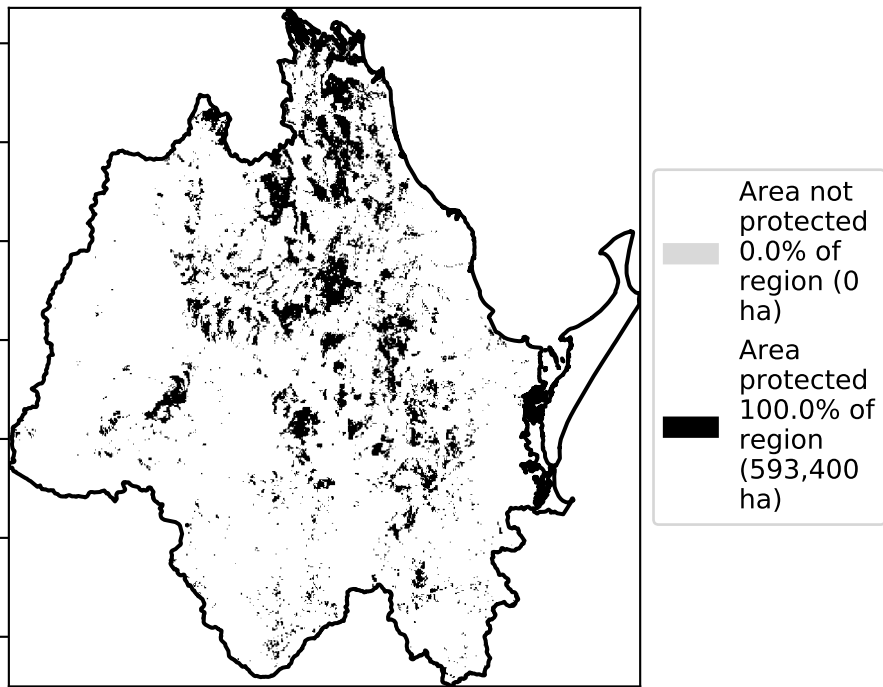 Area not
protected
0.0% of
region (0
ha)
Area
protected
100.0% of
region
(593,400
ha)